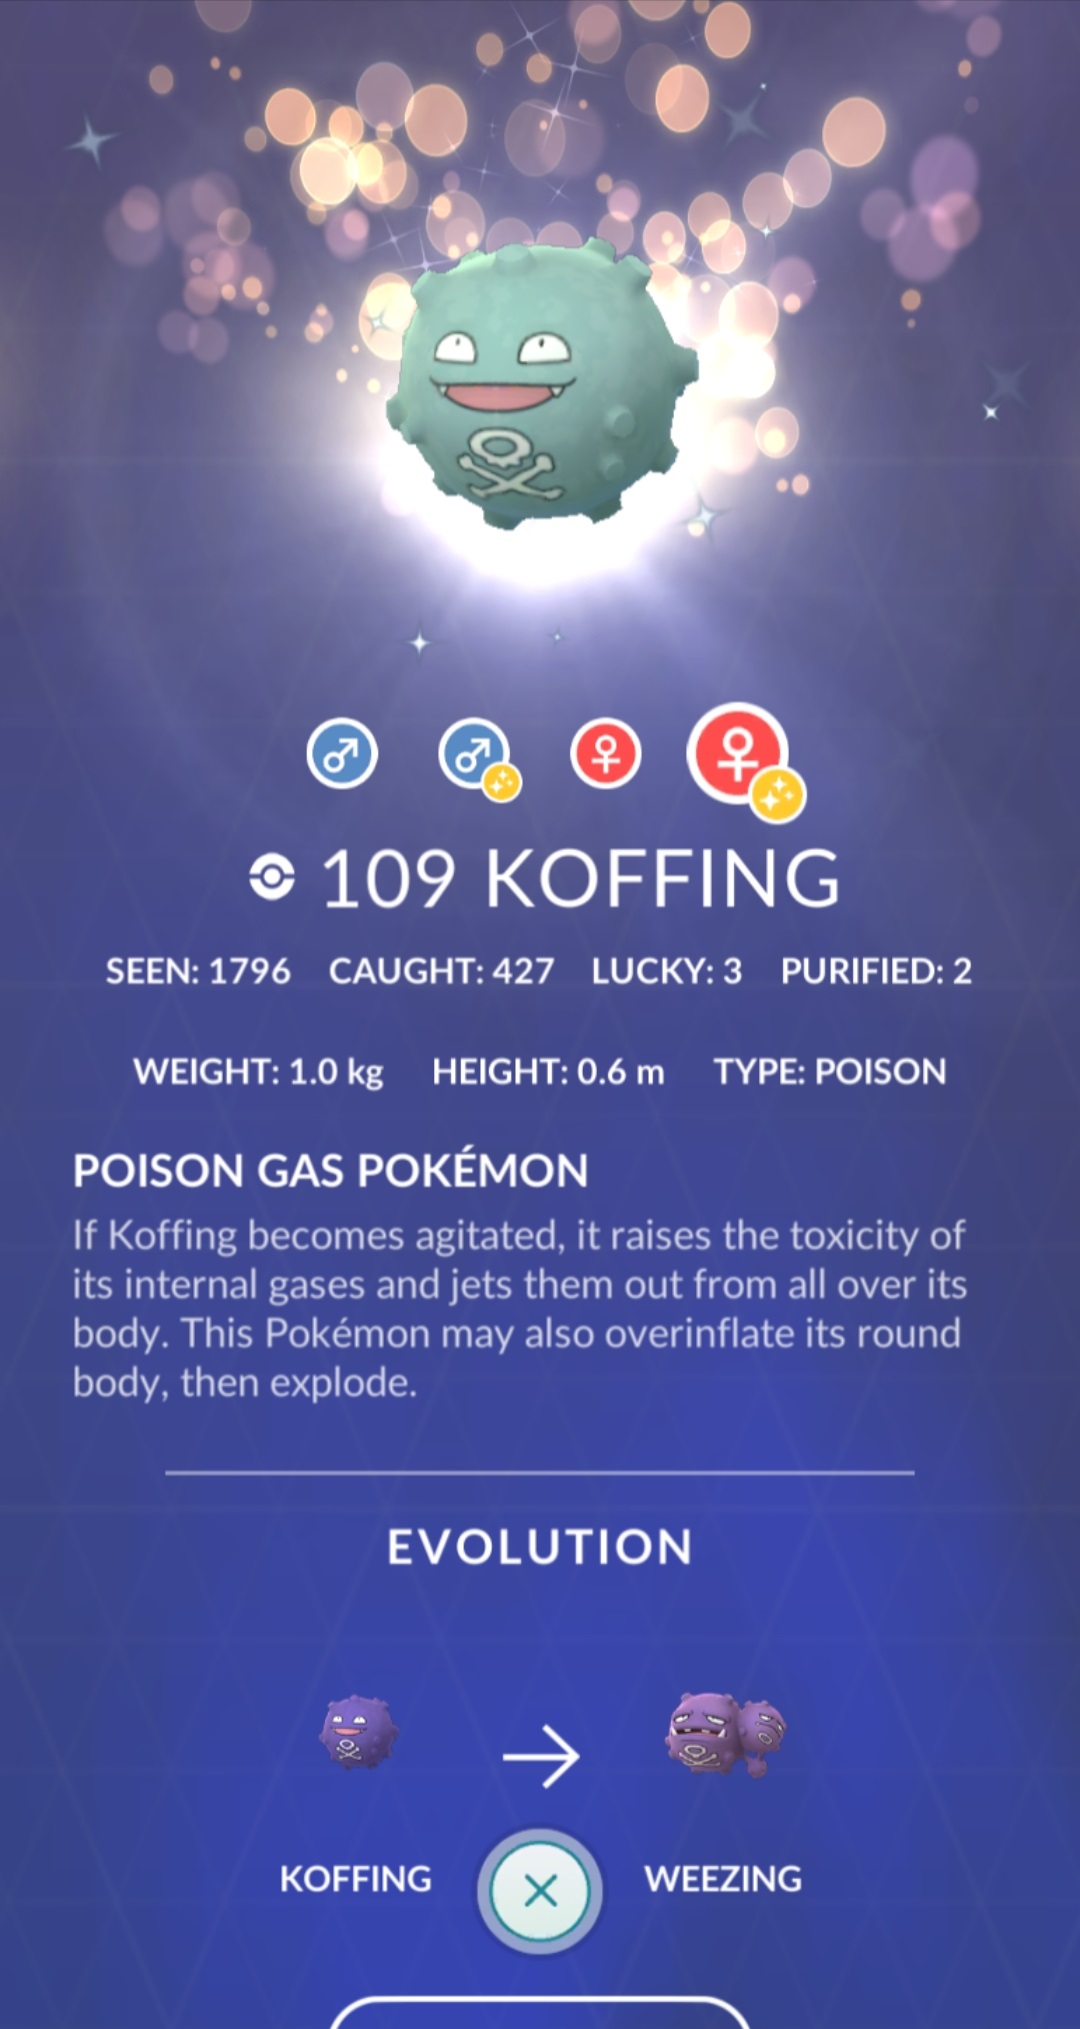 109 KOFFING
SEEN: 1796 CAUGHT: 427 LUCKY: 3 PURIFIED: 2
WEIGHT: 1.0 kg HEIGHT: 0.6 m TYPE: POISON
POISON GAS POKÉMON
If Koffing becomes agitated, it raises the toxicity of
its internal gases and jets them out from all over its
body. This Pokémon may also overinflate its round
body, then explode.
EVOLUTION
KOFFING WEEZING